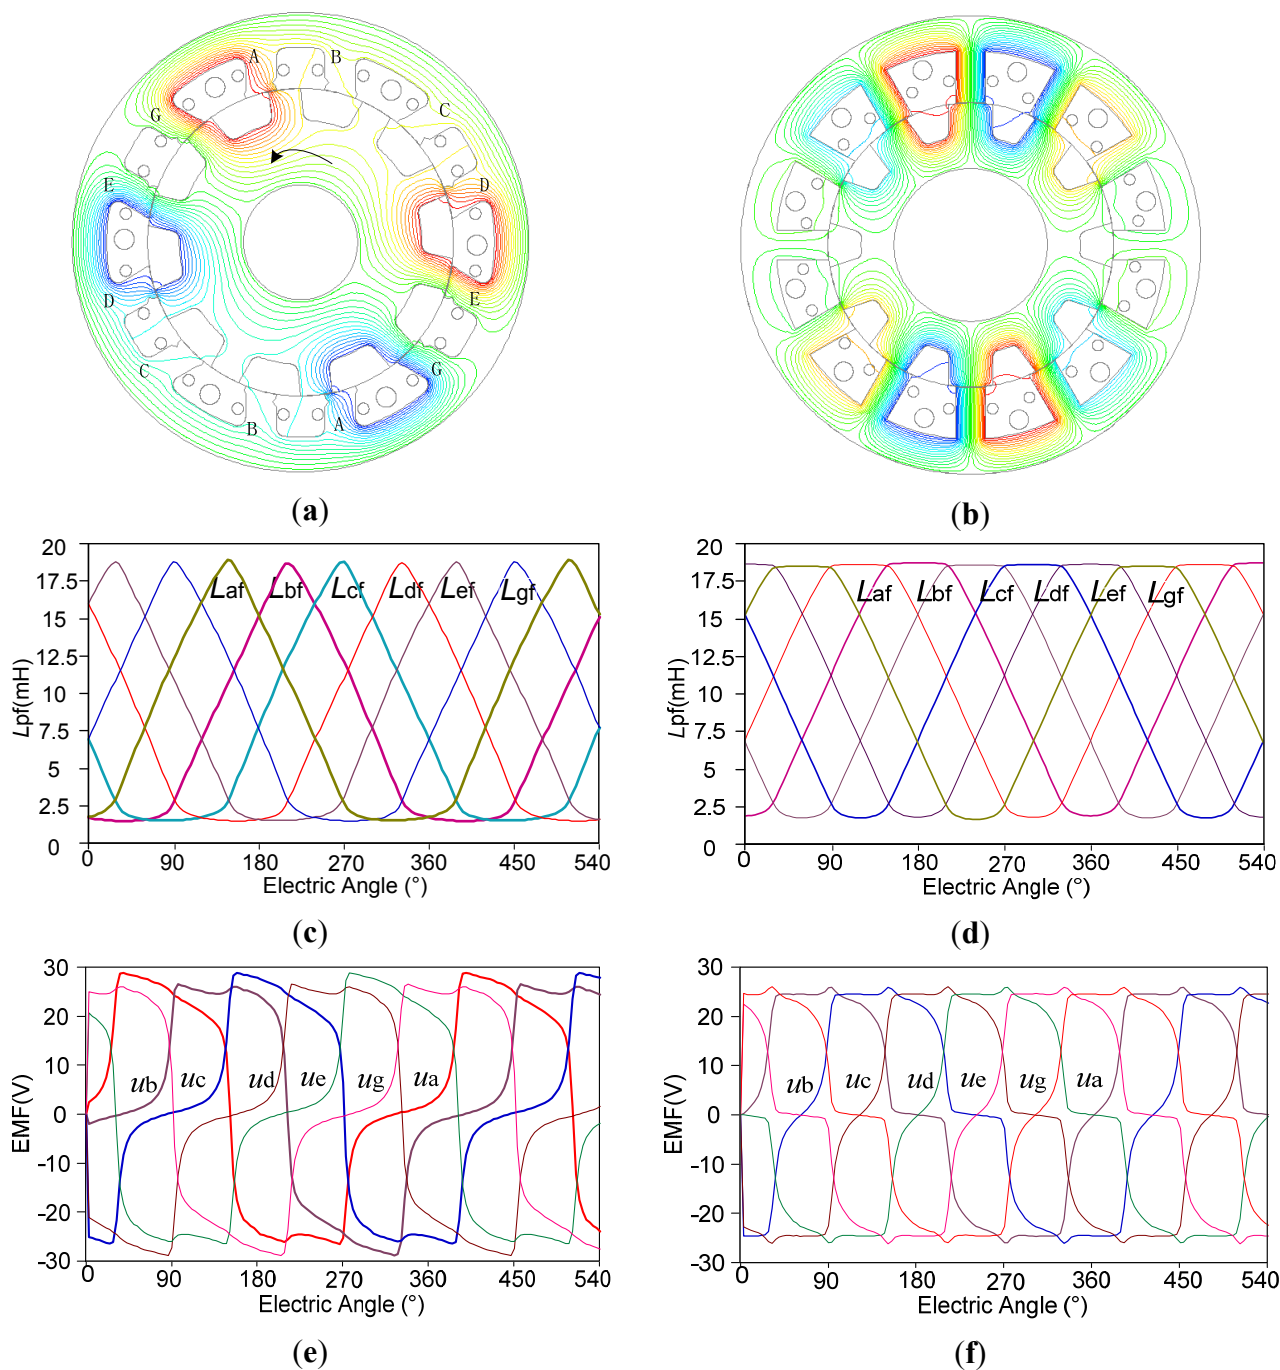 A B
G C
E D
D E
C G
B A
(a) (b)
20
17.5
15
12.5
10
7.5
5
2.5
0
Lpf(mH)
Laf Lbf Lcf Ldf Lef Lgf
0 90 180 270 360 450 540
Electric Angle (°)
(c)
20
17.5
15
12.5
10
7.5
5
2.5
0
Lpf(mH)
Laf Lbf Lcf Ldf Lef Lgf
0 90 180 270 360 450 540
Electric Angle (°)
(d)
30
20
10
0
−10
−20
−30
EMF(V)
ub uc ud ue ug ua
0 90 180 270 360 450 540
Electric Angle (°)
(e)
30
20
10
0
−10
−20
−30
EMF(V)
ub uc ud ue ug ua
0 90 180 270 360 450 540
Electric Angle (°)
(f)